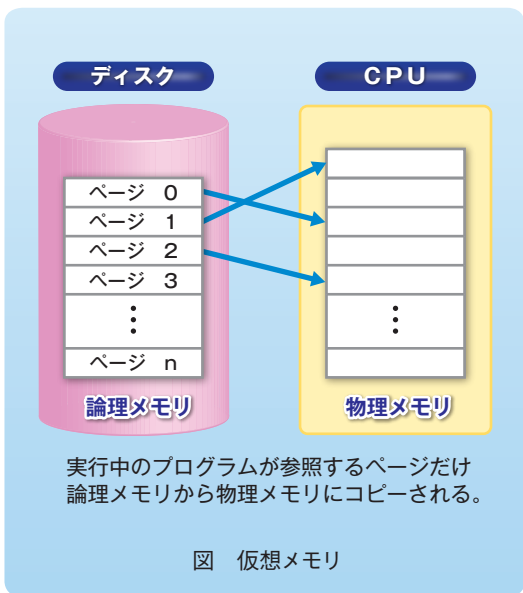 ディスク
CPU
ページ 0
ページ 1
ページ 2
ページ 3
⋮
ページ n
⋮
論理メモリ
物理メモリ
実行中のプログラムが参照するページだけ
論理メモリから物理メモリにコピーされる。
図 仮想メモリ